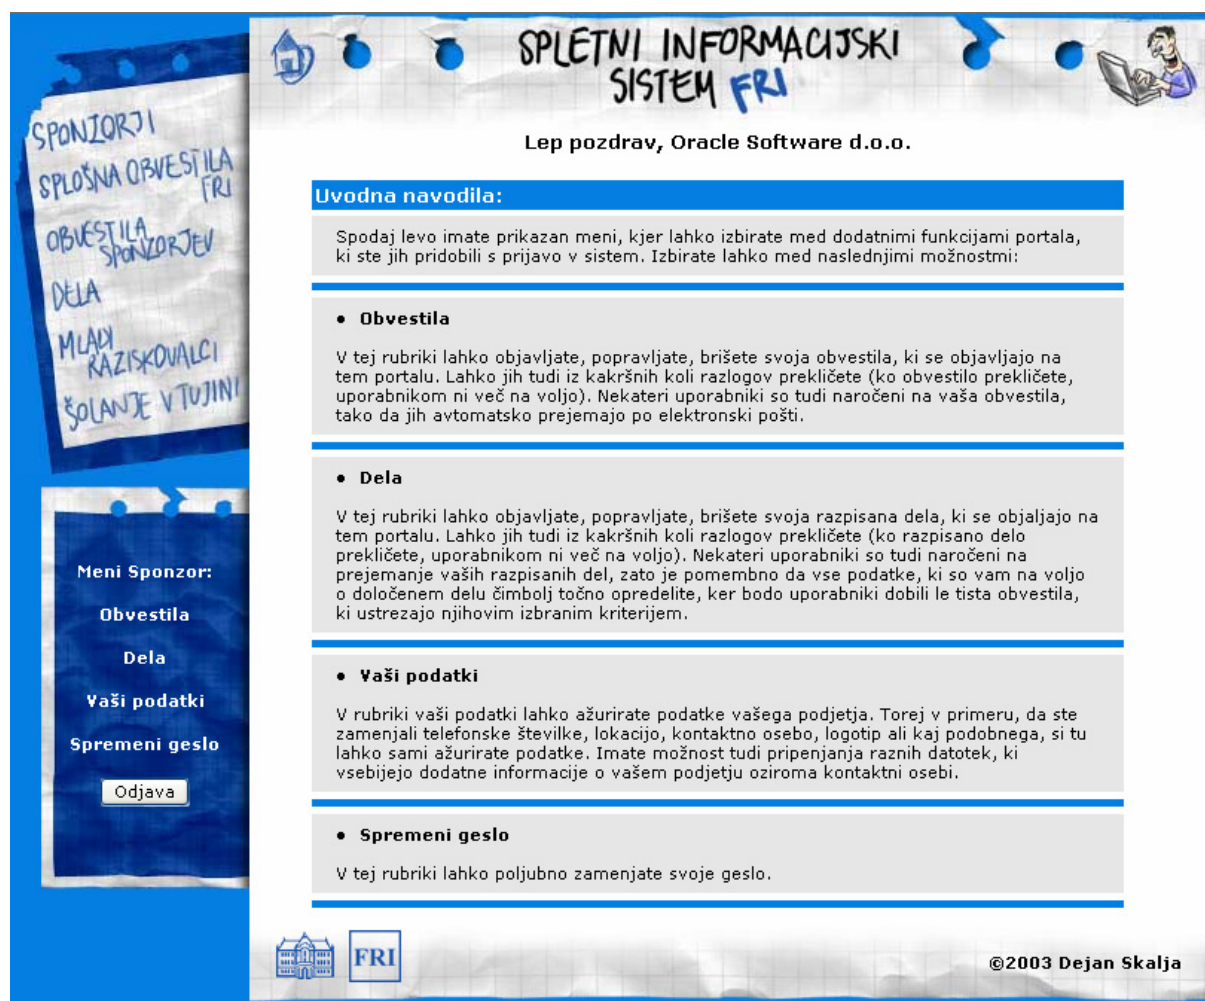 SPLETNI INFORMACIJSKI
SISTEM FRI
SPONZORJI
SPLOŠNA OBVESTILA
FRI
OBVESTILA
SPONZORJEV
DELA
MLADI
RAZISKOVALCI
ŠOLANJE V TUJINI
Meni Sponzor:
Obvestila
Dela
Vaši podatki
Spremeni geslo
Odjava
Lep pozdrav, Oracle Software d.o.o.
Uvodna navodila:
Spodaj levo imate prikazan meni, kjer lahko izbirate med dodatnimi funkcijami portala,
ki ste jih pridobili s prijavo v sistem. Izbirate lahko med naslednjimi možnostmi:
• Obvestila
V tej rubriki lahko objavljate, popravljate, brišete svoja obvestila, ki se objavljajo na
tem portalu. Lahko jih tudi iz kakršnih koli razlogov prekličete (ko obvestilo prekličete,
uporabnikom ni več na voljo). Nekateri uporabniki so tudi naročeni na vaša obvestila,
tako da jih avtomatsko prejemajo po elektronski pošti.
• Dela
V tej rubriki lahko objavljate, popravljate, brišete svoja razpisana dela, ki se objaljajo na
tem portalu. Lahko jih tudi iz kakršnih koli razlogov prekličete (ko razpisano delo
prekličete, uporabnikom ni več na voljo). Nekateri uporabniki so tudi naročeni na
prejemanje vaših razpisanih del, zato je pomembno da vse podatke, ki so vam na voljo
o določenem delu čimbolj točno opredelite, ker bodo uporabniki dobili le tista obvestila,
ki ustrezajo njihovim izbranim kriterijem.
• Vaši podatki
V rubriki vaši podatki lahko ažurirate podatke vašega podjetja. Torej v primeru, da ste
zamenjali telefonske številke, lokacijo, kontaktno osebo, logotip ali kaj podobnega, si tu
lahko sami ažurirate podatke. Imate možnost tudi pripenjanja raznih datotek, ki
vsebijejo dodatne informacije o vašem podjetju oziroma kontaktni osebi.
• Spremeni geslo
V tej rubriki lahko poljubno zamenjate svoje geslo.
FRI
©2003 Dejan Skalja